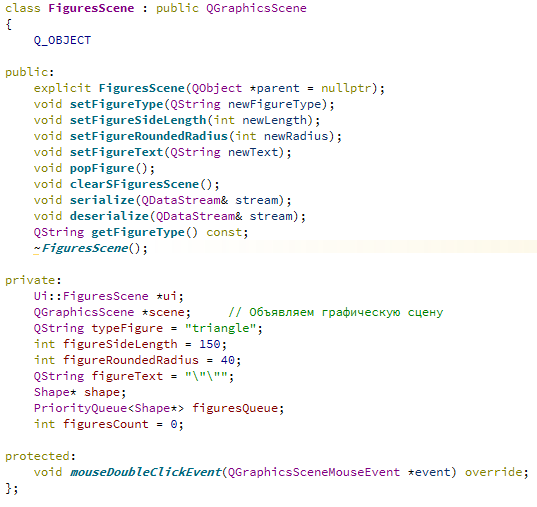 class FiguresScene : public QGraphicsScene
{
    Q_OBJECT

public:
    explicit FiguresScene(QObject *parent = nullptr);
    void setFigureType(QString newFigureType);
    void setFigureSideLength(int newLength);
    void setFigureRoundedRadius(int newRadius);
    void setFigureText(QString newText);
    void popFigure();
    void clearSFiguresScene();
    void serialize(QDataStream& stream);
    void deserialize(QDataStream& stream);
    QString getFigureType() const;
    ~FiguresScene();

private:
    Ui::FiguresScene *ui;
    QGraphicsScene *scene;     // Объявляем графическую сцену
    QString typeFigure = "triangle";
    int figureSideLength = 150;
    int figureRoundedRadius = 40;
    QString figureText = "\"\"";
    Shape* shape;
    PriorityQueue<Shape*> figuresQueue;
    int figuresCount = 0;

protected:
    void mouseDoubleClickEvent(QGraphicsSceneMouseEvent *event) override;
};